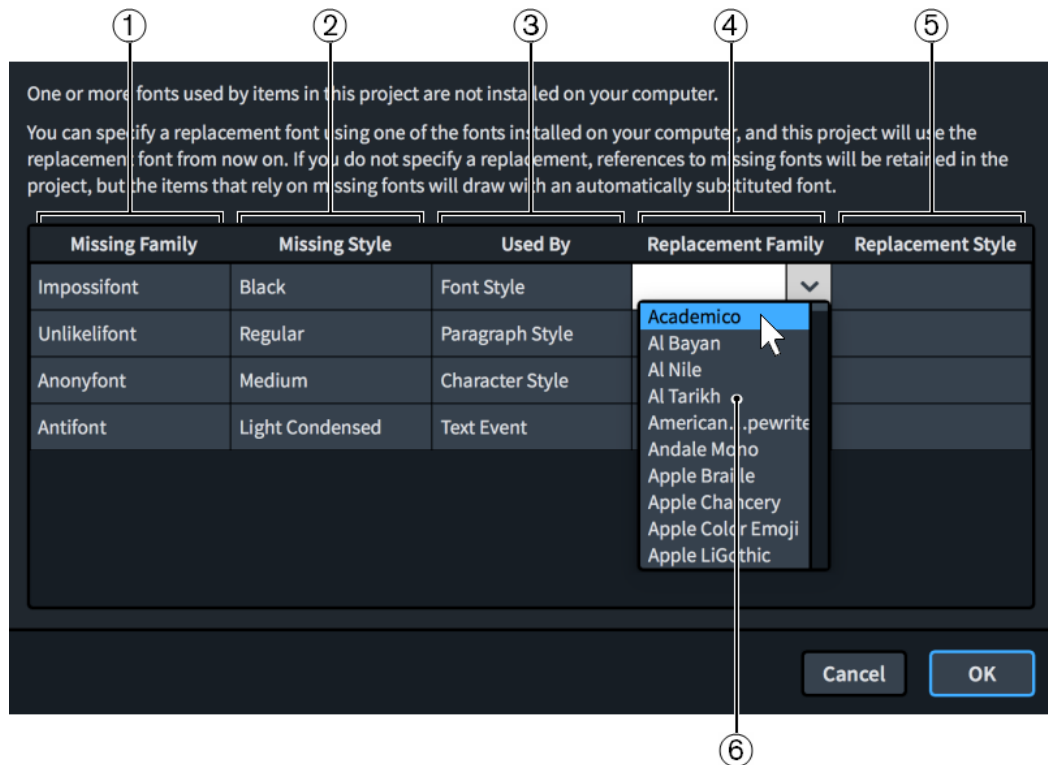 ① ② ③ ④ ⑤
One or more fonts used by items in this project are not installed on your computer.
You can specify a replacement font using one of the fonts installed on your computer, and this project will use the
replacement font from now on. If you do not specify a replacement, references to missing fonts will be retained in the
project, but the items that rely on missing fonts will draw with an automatically substituted font.
Missing Family Missing Style Used By Replacement Family Replacement Style
Impossifont Black Font Style
Unlikelifont Regular Paragraph Style
Anonyfont Medium Character Style
Antifont Light Condensed Text Event
Academico
Al Bayan
Al Nile
Al Tarikh
American…pewrite
Andale Mono
Apple Braille
Apple Chancery
Apple Color Emoji
Apple LiGothic
Cancel OK
⑥